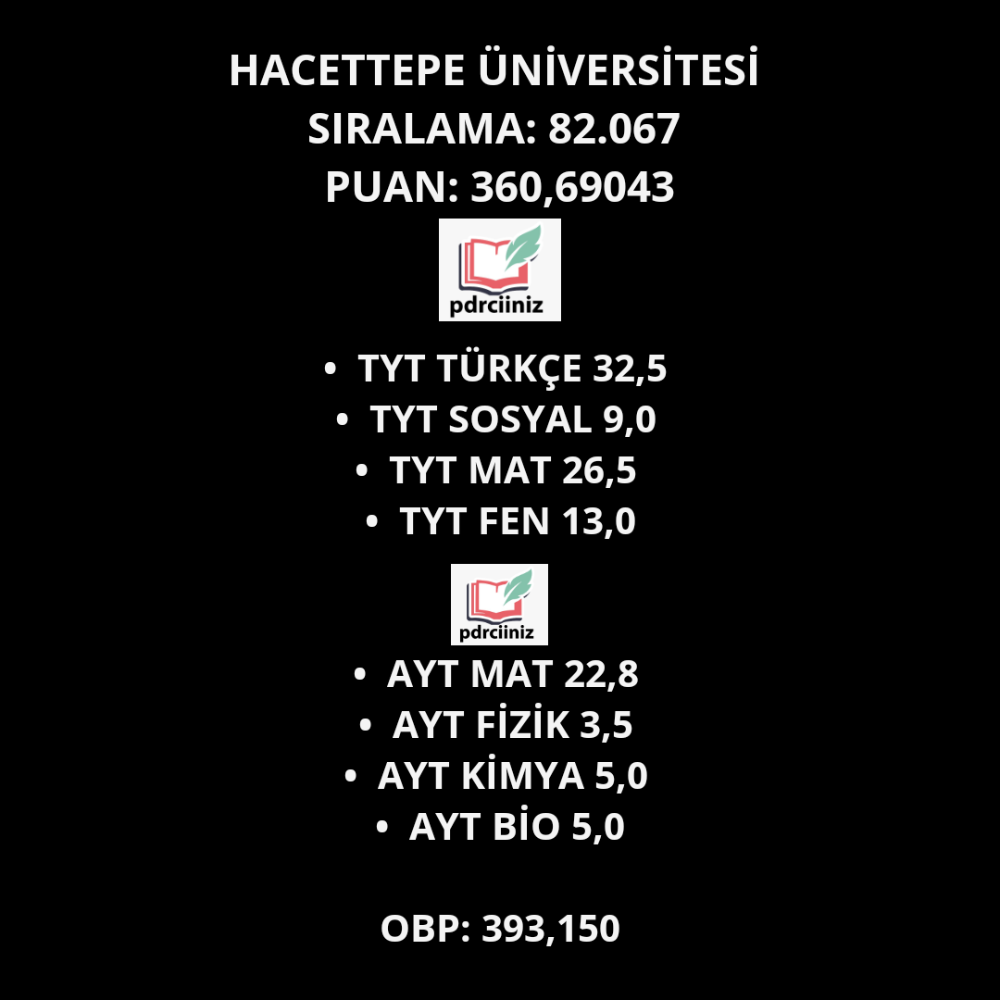 HACETTEPE ÜNİVERSİTESİ
SIRALAMA: 82.067
PUAN: 360,69043
pdrciiniz
• TYT TÜRKÇE 32,5
• TYT SOSYAL 9,0
• TYT MAT 26,5
• TYT FEN 13,0
pdrciiniz
• AYT MAT 22,8
• AYT FİZİK 3,5
• AYT KİMYA 5,0
• AYT BİO 5,0
OBP: 393,150